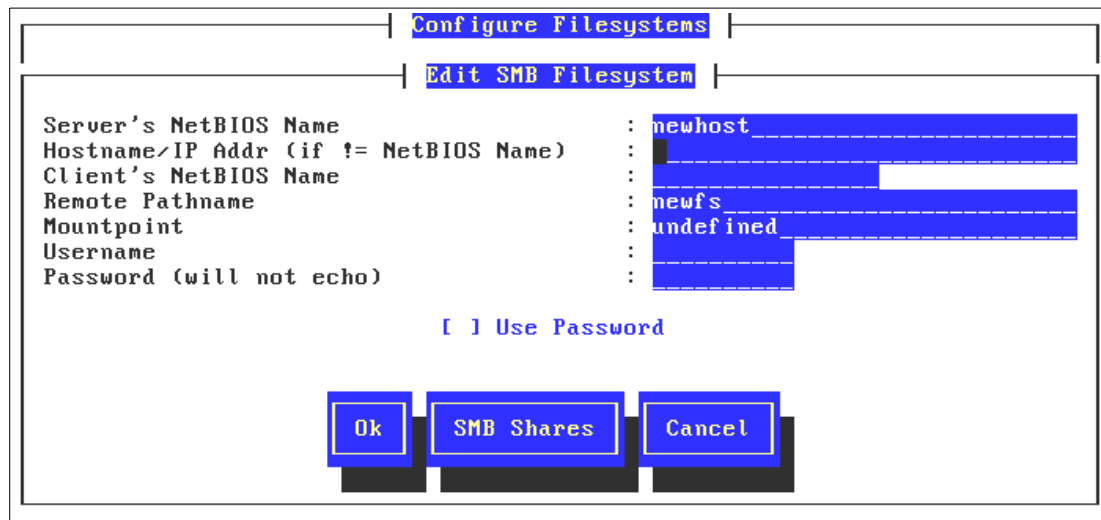 Configure Filesystems
Edit SMB Filesystem
Server's NetBIOS Name : newhost
Hostname/IP Addr (if != NetBIOS Name) :
Client's NetBIOS Name :
Remote Pathname : newfs
Mountpoint : undefined
Username :
Password (will not echo) :
[ ] Use Password
Ok SMB Shares Cancel